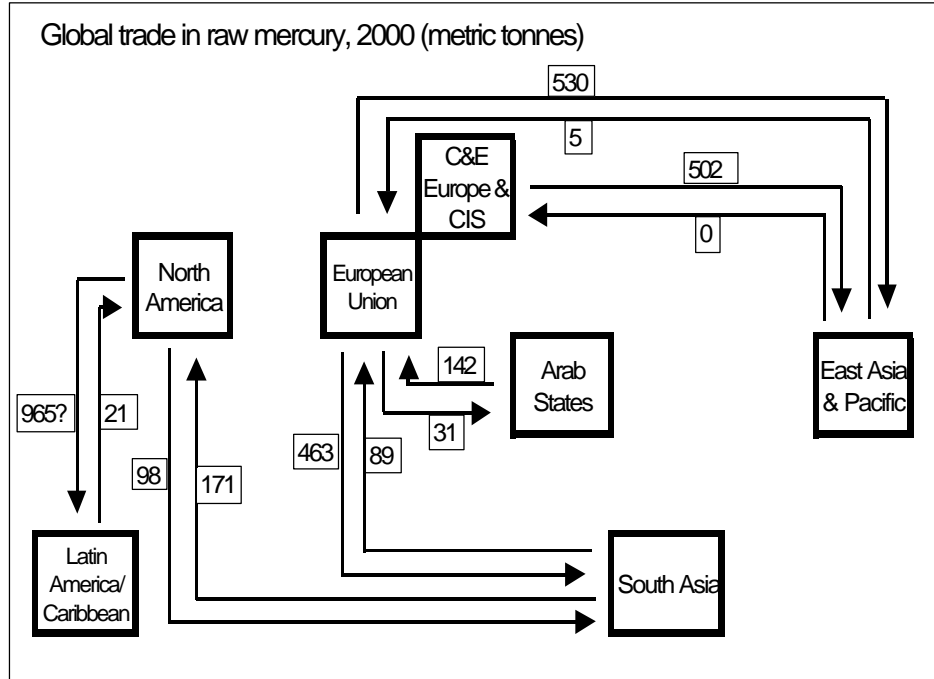 Global trade in raw mercury, 2000 (metric tonnes)
530
5
C&E
Europe &
CIS
502
0
North
America
European
Union
142
Arab
States
East Asia
& Pacific
965?
21
31
463
89
98
171
Latin
America/
Caribbean
South Asia